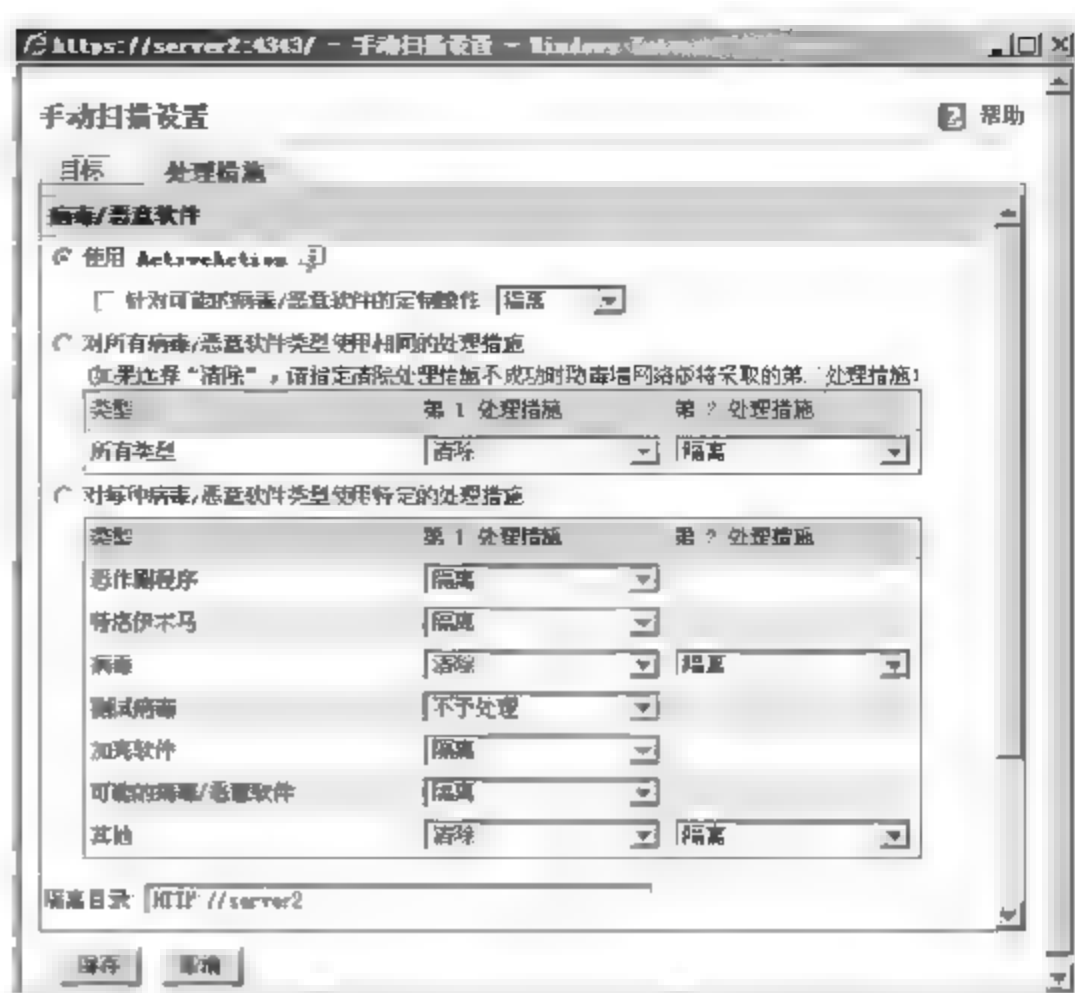 https://server2:4343/ - 手动扫描设置 - Windows
手动扫描设置
帮助
目标 处理措施
病毒/恶意软件
使用 ActiveAction
针对可能的病毒/恶意软件的定制操作 隔离
对所有病毒/恶意软件类型使用相同的处理措施
(如果选择“清除”,请指定清除处理措施不成功时防毒墙网络版将采取的第 处理措施)
类型 第 1 处理措施 第 2 处理措施
所有类型 清除 隔离
对每种病毒/恶意软件类型使用特定的处理措施
类型 第 1 处理措施 第 2 处理措施
恶作剧程序 隔离
特洛伊木马 隔离
病毒 清除 隔离
测试病毒 不予处理
加壳软件 隔离
可能的病毒/恶意软件 隔离
其他 清除 隔离
隔离目录: HTTP://server2
保存 取消